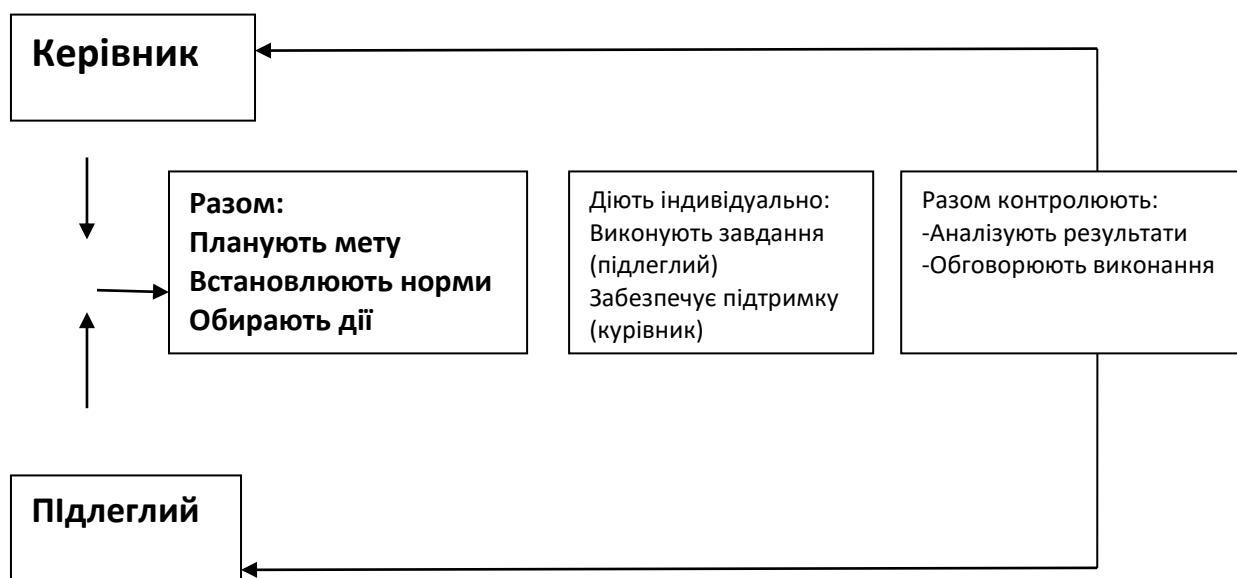 Керівник
Разом:
Планують мету
Встановлюють норми
Обирають дії
Діють індивідуально:
Виконують завдання
(підлеглий)
Забезпечує підтримку
(курівник)
Разом контролюють:
-Аналізують результати
-Обговорюють виконання
ПІдлеглий